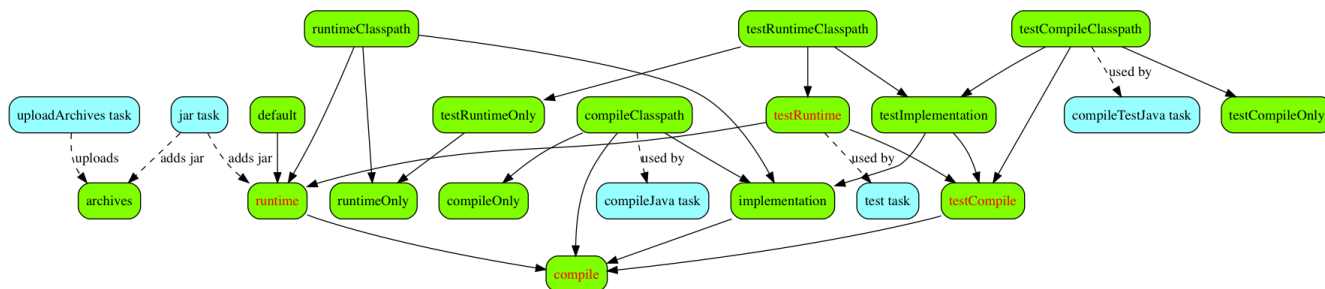 runtimeClasspath
testRuntimeClasspath
testCompileClasspath
used by
uploadArchives task
jar task
default
testRuntimeOnly
compileClasspath
testRuntime
testImplementation
compileTestJava task
testCompileOnly
uploads
adds jar
adds jar
used by
used by
archives
runtime
runtimeOnly
compileOnly
compileJava task
implementation
test task
testCompile
compile